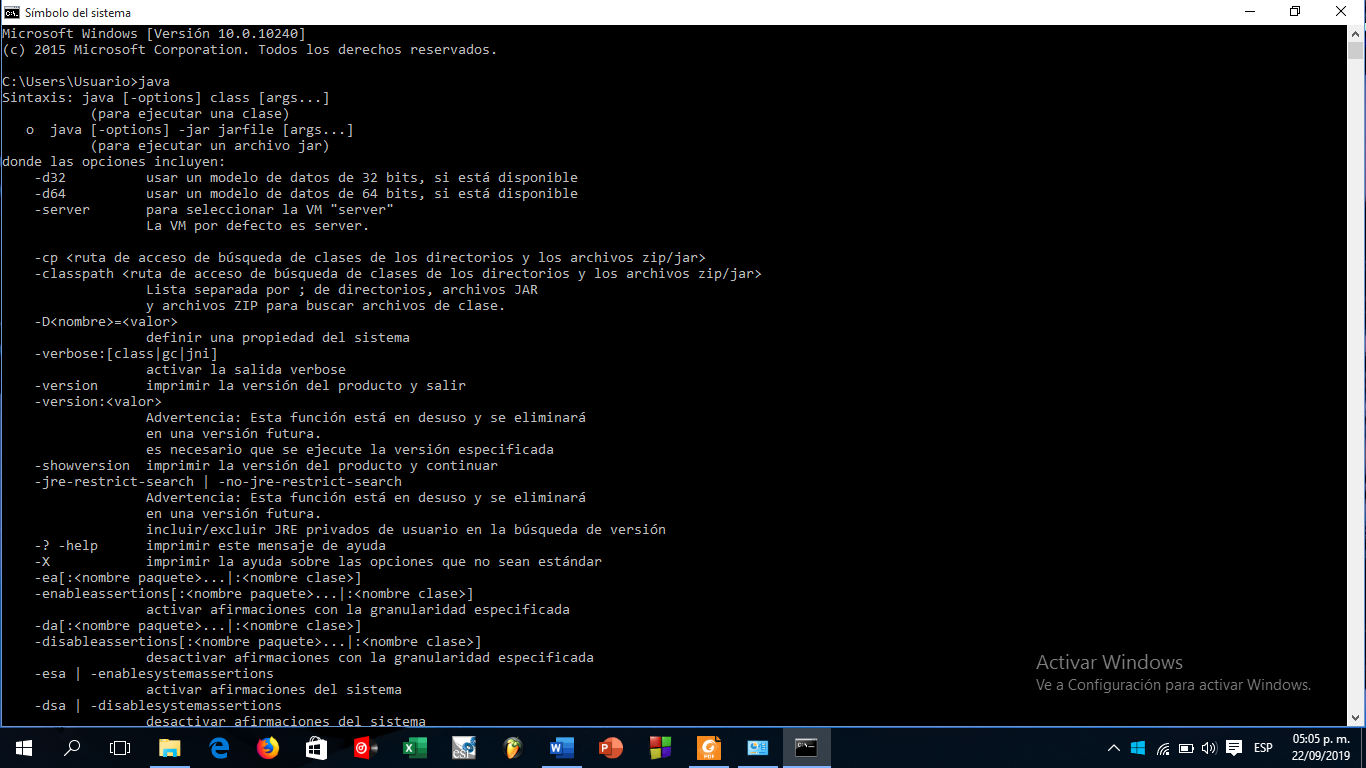 Símbolo del sistema
Microsoft Windows [Versión 10.0.10240]
(c) 2015 Microsoft Corporation. Todos los derechos reservados.
C:\Users\Usuario>java
Sintaxis: java [-options] class [args...]
(para ejecutar una clase)
o  java [-options] -jar jarfile [args...]
(para ejecutar un archivo jar)
donde las opciones incluyen:
-d32          usar un modelo de datos de 32 bits, si está disponible
-d64          usar un modelo de datos de 64 bits, si está disponible
-server       para seleccionar la VM "server"
La VM por defecto es server.
-cp <ruta de acceso de búsqueda de clases de los directorios y los archivos zip/jar>
-classpath <ruta de acceso de búsqueda de clases de los directorios y los archivos zip/jar>
Lista separada por ; de directorios, archivos JAR
y archivos ZIP para buscar archivos de clase.
-D<nombre>=<valor>
definir una propiedad del sistema
-verbose:[class|gc|jni]
activar la salida verbose
-version      imprimir la versión del producto y salir
-version:<valor>
Advertencia: Esta función está en desuso y se eliminará
en una versión futura.
es necesario que se ejecute la versión especificada
-showversion  imprimir la versión del producto y continuar
-jre-restrict-search | -no-jre-restrict-search
Advertencia: Esta función está en desuso y se eliminará
en una versión futura.
incluir/excluir JRE privados de usuario en la búsqueda de versión
-? -help      imprimir este mensaje de ayuda
-X            imprimir la ayuda sobre las opciones que no sean estándar
-ea[:<nombre paquete>...|:<nombre clase>]
-enableassertions[:<nombre paquete>...|:<nombre clase>]
activar afirmaciones con la granularidad especificada
-da[:<nombre paquete>...|:<nombre clase>]
-disableassertions[:<nombre paquete>...|:<nombre clase>]
desactivar afirmaciones con la granularidad especificada
-esa | -enablesystemassertions
activar afirmaciones del sistema
-dsa | -disablesystemassertions
desactivar afirmaciones del sistema
Activar Windows
Ve a Configuración para activar Windows.
ESP
05:05 p. m.
22/09/2019